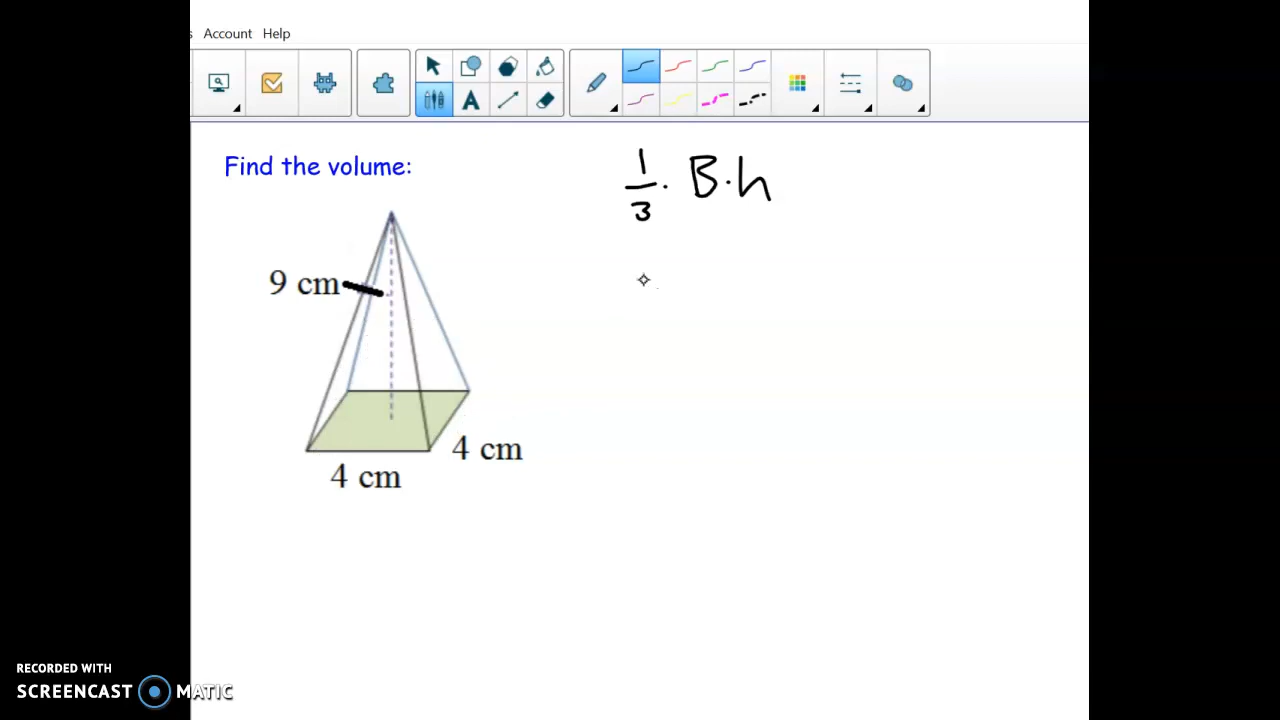 s Account Help
Find the volume:
1/3 · B·h
9 cm
4 cm
4 cm
RECORDED WITH
SCREENCAST MATIC